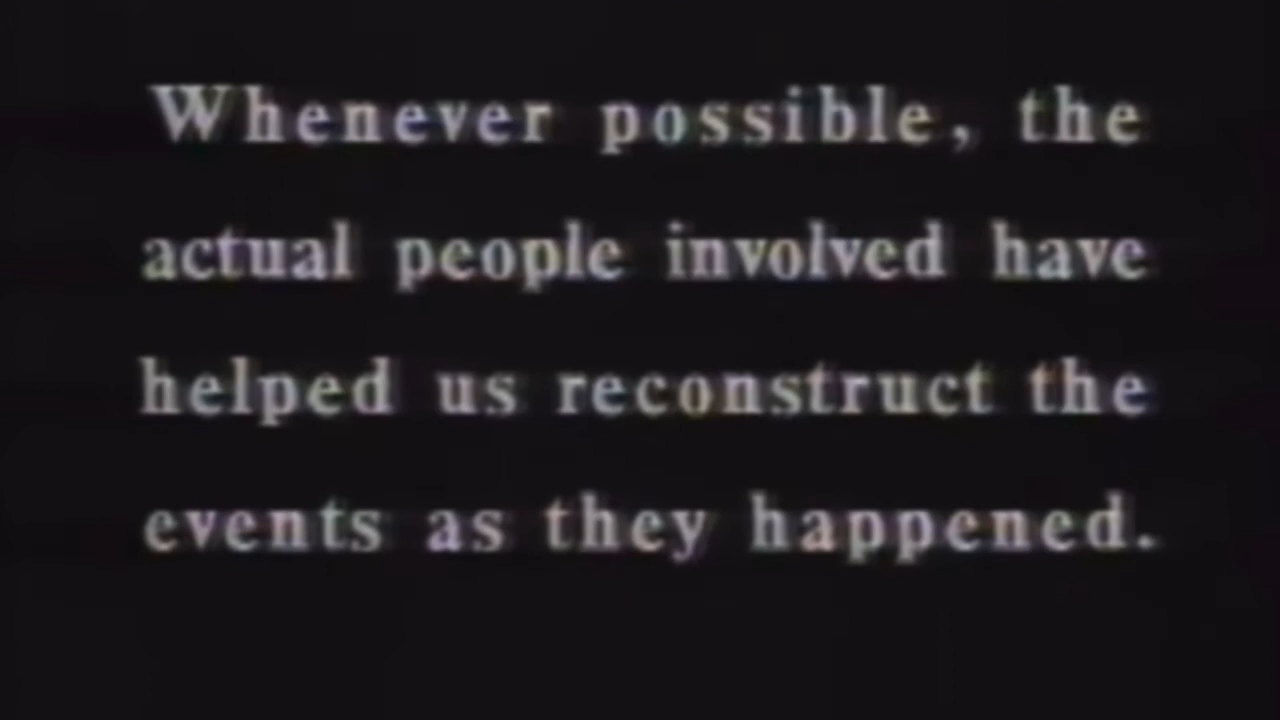 Whenever possible, the
actual people involved have
helped us reconstruct the
events as they happened.